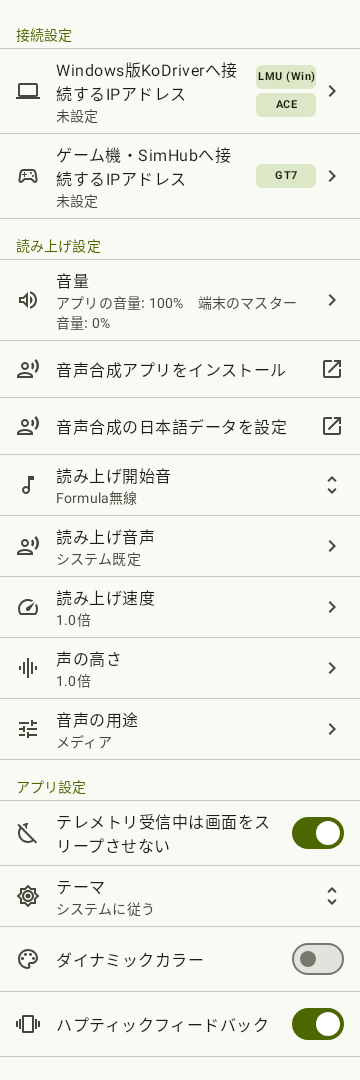 接続設定
Windows版KoDriverへ接
続するIPアドレス
未設定
LMU (Win)
ACE
ゲーム機・SimHubへ接
続するIPアドレス
未設定
GT7
読み上げ設定
音量
アプリの音量: 100%　端末のマスター
音量: 0%
音声合成アプリをインストール
音声合成の日本語データを設定
読み上げ開始音
Formula無線
読み上げ音声
システム既定
読み上げ速度
1.0倍
声の高さ
1.0倍
音声の用途
メディア
アプリ設定
テレメトリ受信中は画面をス
リープさせない
テーマ
システムに従う
ダイナミックカラー
ハプティックフィードバック